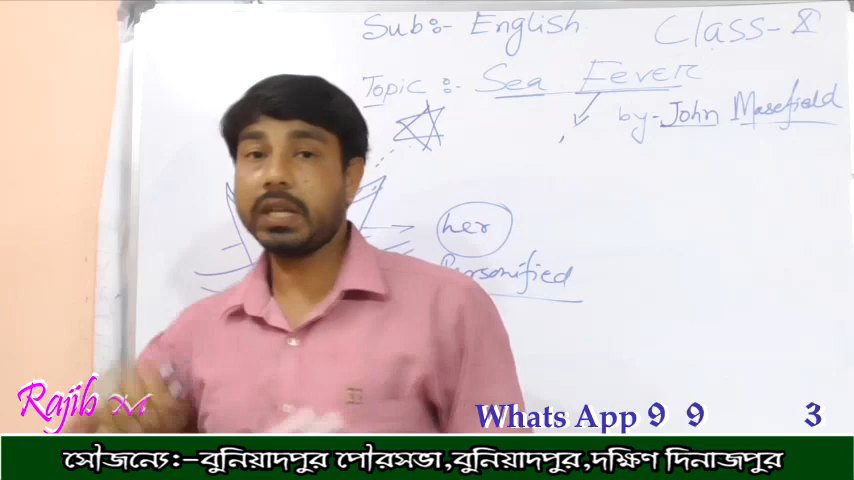 Sub:- English
Class-X
Topic:- Sea Fever
by- John Masefield
her
Personified
Rajib M
Whats App 9 9 3
সৌজন্যে:-বুনিয়াদপুর পৌরসভা,বুনিয়াদপুর,দক্ষিণ দিনাজপুর